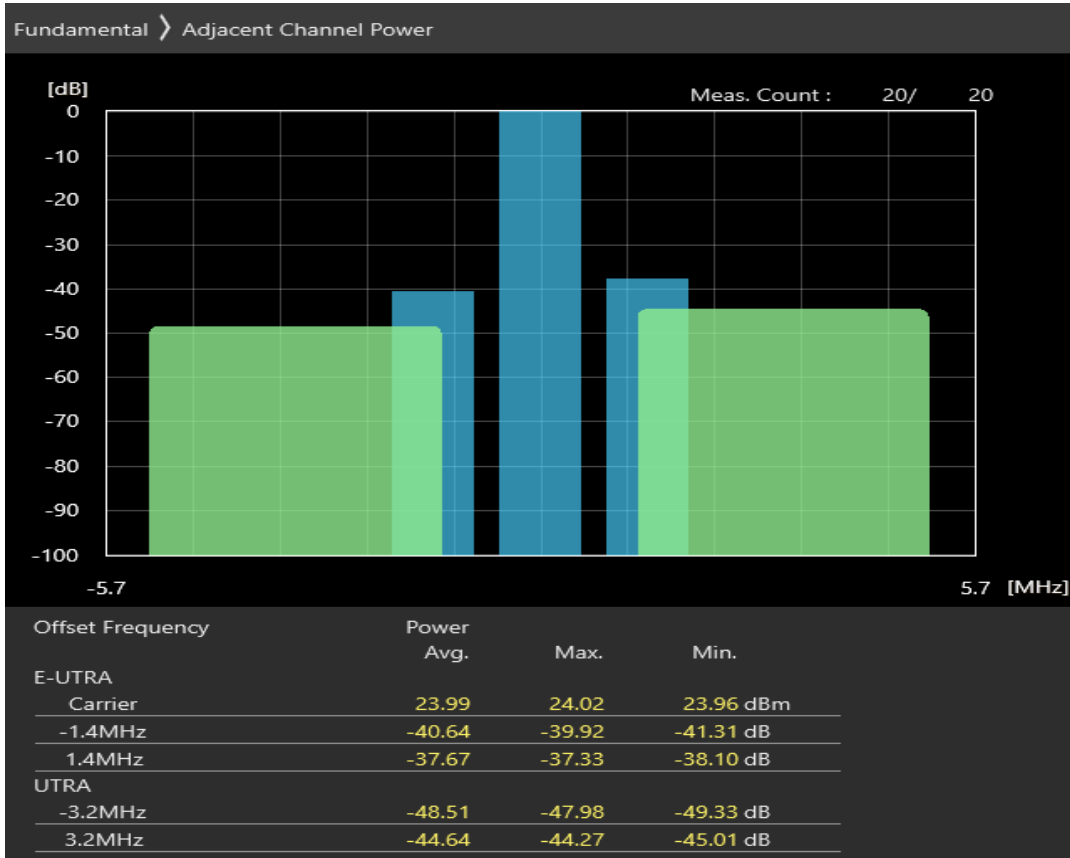 Fundamental 〉 Adjacent Channel Power
[dB]
Meas. Count : 20/ 20
0
-10
-20
-30
-40
-50
-60
-70
-80
-90
-100
-5.7 5.7 [MHz]
Offset Frequency Power
Avg. Max. Min.
E-UTRA
Carrier 23.99 24.02 23.96 dBm
-1.4MHz -40.64 -39.92 -41.31 dB
1.4MHz -37.67 -37.33 -38.10 dB
UTRA
-3.2MHz -48.51 -47.98 -49.33 dB
3.2MHz -44.64 -44.27 -45.01 dB